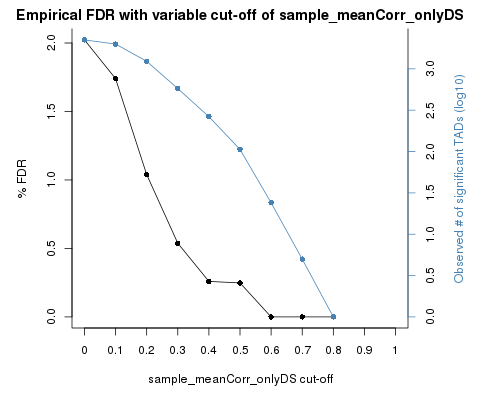 Empirical FDR with variable cut-off of sample_meanCorr_onlyDS
% FDR
0.0
0.5
1.0
1.5
2.0
0 0.1 0.2 0.3 0.4 0.5 0.6 0.7 0.8 0.9 1
sample_meanCorr_onlyDS cut-off
0.0
0.5
1.0
1.5
2.0
2.5
3.0
Observed # of significant TADs (log10)